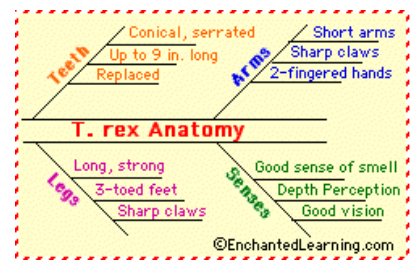 Conical, serrated
Up to 9 in. long
Replaced
Teeth
Short arms
Sharp claws
2-fingered hands
Arms
T. rex Anatomy
Long, strong
3-toed feet
Sharp claws
Legs
Good sense of smell
Depth Perception
Good vision
Senses
©EnchantedLearning.com